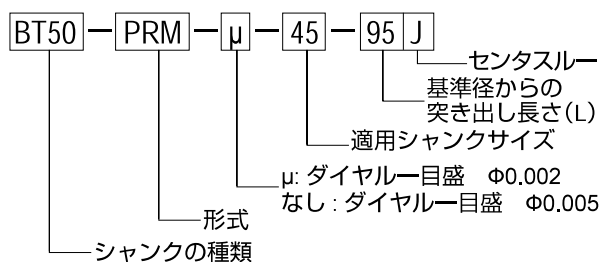 BT50-PRM-μ-45-95J
センタスルー
基準径からの
突き出し長さ(L)
適用シャンクサイズ
μ: ダイヤル一目盛 Φ0.002
なし : ダイヤル一目盛 Φ0.005
形式
シャンクの種類